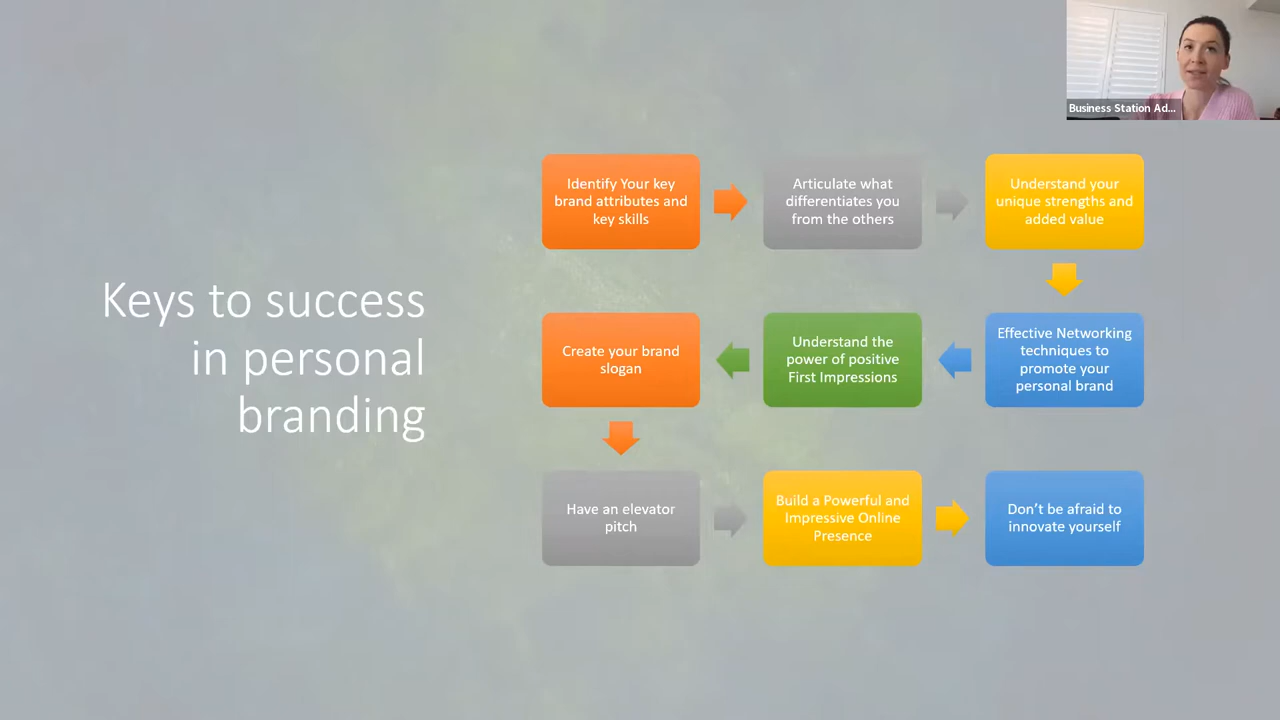 Business Station Ad...
Keys to success
in personal
branding
Identify Your key
brand attributes and
key skills
Articulate what
differentiates you
from the others
Understand your
unique strengths and
added value
Effective Networking
techniques to
promote your
personal brand
Understand the
power of positive
First Impressions
Create your brand
slogan
Have an elevator
pitch
Build a Powerful and
Impressive Online
Presence
Don't be afraid to
innovate yourself